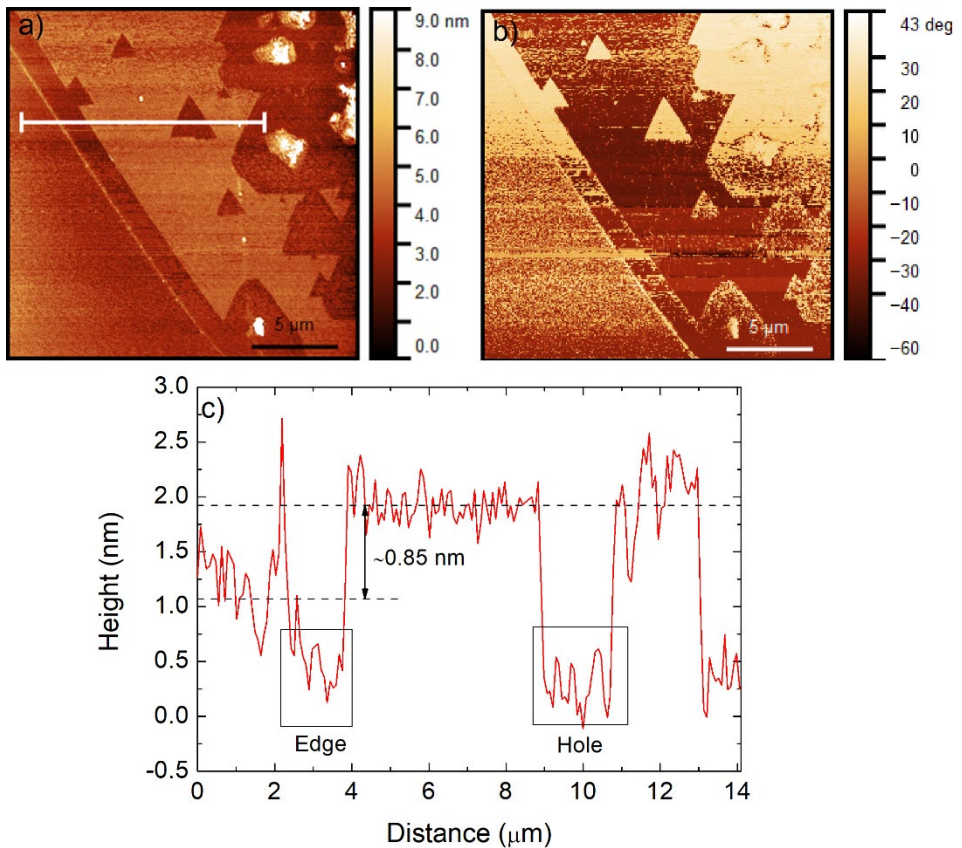 a)
9.0 nm
8.0
7.0
6.0
5.0
4.0
3.0
2.0
1.0
0.0
5 µm
b)
43 deg
30
20
10
0
−10
−20
−30
−40
−60
5 µm
c)
3.0
2.5
2.0
1.5
1.0
0.5
0.0
-0.5
Height (nm)
~0.85 nm
Edge
Hole
0 2 4 6 8 10 12 14
Distance (µm)